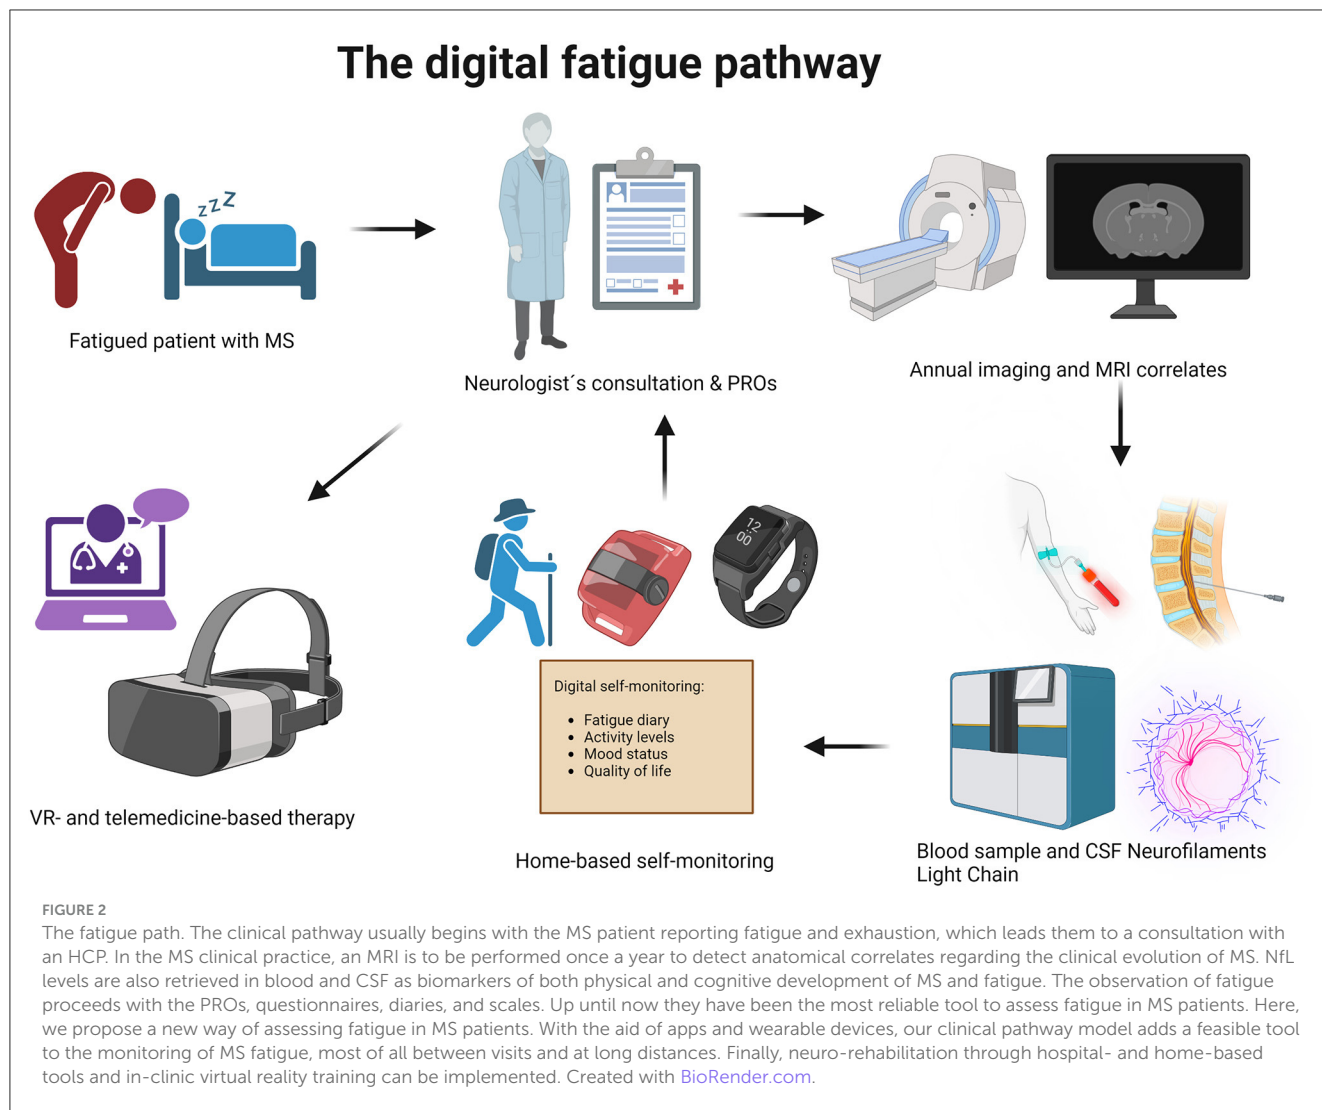 The digital fatigue pathway
zzz
Fatigued patient with MS
Neurologist´s consultation & PROs
Annual imaging and MRI correlates
12
00
Digital self-monitoring:
• Fatigue diary
• Activity levels
• Mood status
• Quality of life
VR- and telemedicine-based therapy
Home-based self-monitoring
Blood sample and CSF Neurofilaments
Light Chain
FIGURE 2
The fatigue path. The clinical pathway usually begins with the MS patient reporting fatigue and exhaustion, which leads them to a consultation with
an HCP. In the MS clinical practice, an MRI is to be performed once a year to detect anatomical correlates regarding the clinical evolution of MS. NfL
levels are also retrieved in blood and CSF as biomarkers of both physical and cognitive development of MS and fatigue. The observation of fatigue
proceeds with the PROs, questionnaires, diaries, and scales. Up until now they have been the most reliable tool to assess fatigue in MS patients. Here,
we propose a new way of assessing fatigue in MS patients. With the aid of apps and wearable devices, our clinical pathway model adds a feasible tool
to the monitoring of MS fatigue, most of all between visits and at long distances. Finally, neuro-rehabilitation through hospital- and home-based
tools and in-clinic virtual reality training can be implemented. Created with BioRender.com.